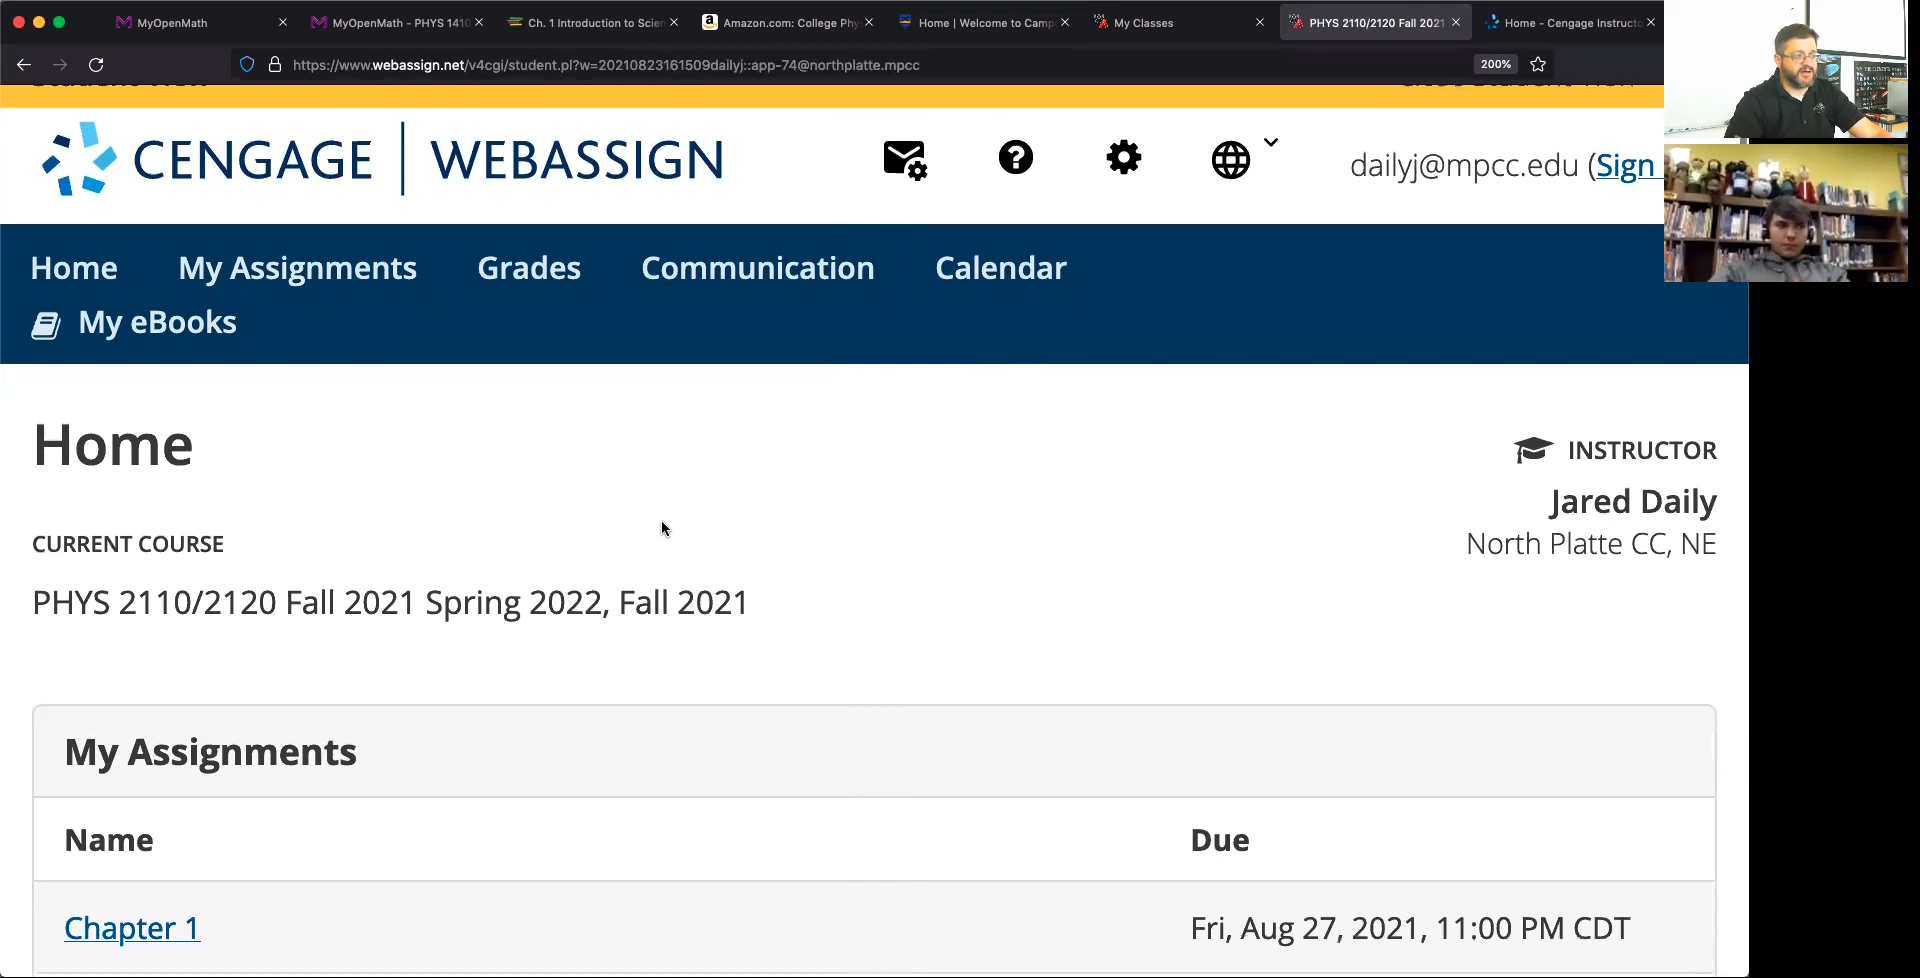 MyOpenMath
MyOpenMath - PHYS 1410
Ch. 1 Introduction to Scien
Amazon.com: College Phy
Home | Welcome to Camp
My Classes
PHYS 2110/2120 Fall 2021
Home - Cengage Instructo
https://www.webassign.net/v4cgi/student.pl?w=20210823161509dailyj::app-74@northplatte.mpcc
200%
CENGAGE | WEBASSIGN
dailyj@mpcc.edu (Sign
Home
My Assignments
Grades
Communication
Calendar
My eBooks
Home
INSTRUCTOR
Jared Daily
North Platte CC, NE
CURRENT COURSE
PHYS 2110/2120 Fall 2021 Spring 2022, Fall 2021
My Assignments
Name Due
Chapter 1 Fri, Aug 27, 2021, 11:00 PM CDT